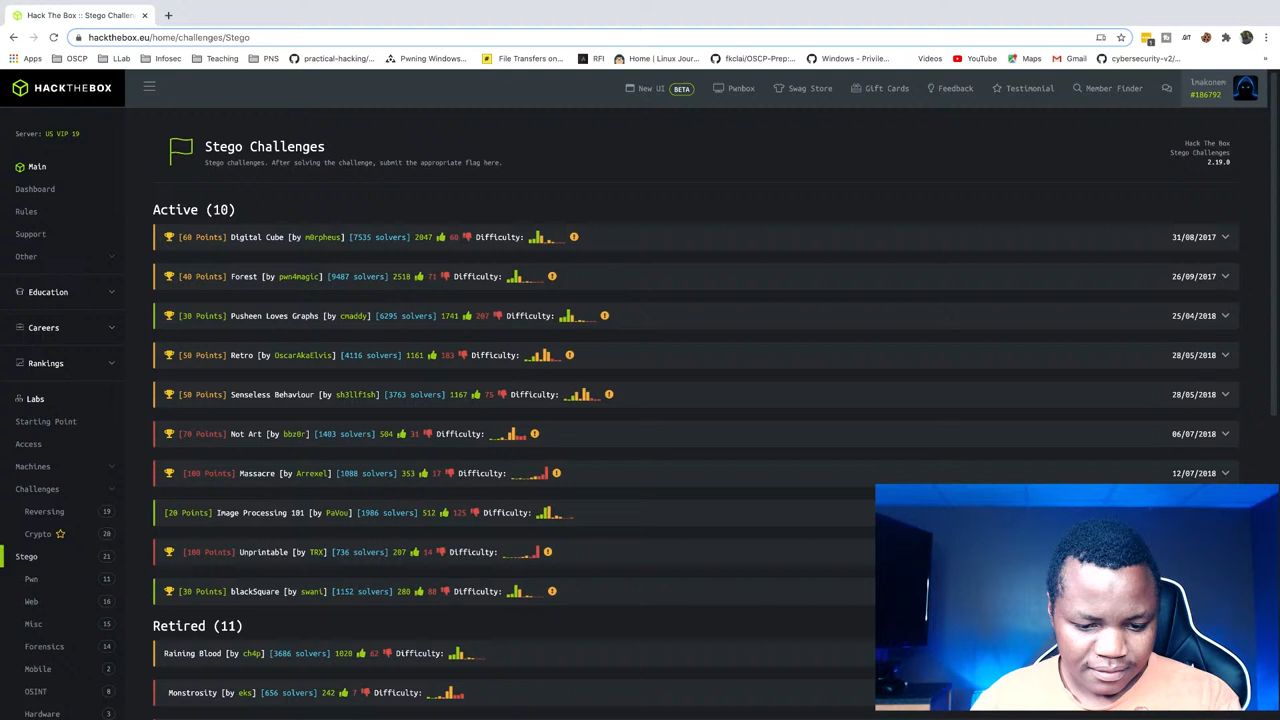 Hack The Box :: Stego Challen
hackthebox.eu/home/challenges/Stego
Apps OSCP LLab Infosec Teaching PNS practical-hacking/... Pwning Windows... File Transfers on... RFI Home | Linux Jour... fkclai/OSCP-Prep:... Windows - Privile... Videos YouTube Maps Gmail cybersecurity-v2/... »
HACKTHEBOX
New UI BETA Pwnbox Swag Store Gift Cards Feedback Testimonial Member Finder
lmakonem
#186792
Server: US VIP 19
Main
Dashboard
Rules
Support
Other
Education
Careers
Rankings
Labs
Starting Point
Access
Machines
Challenges
Reversing 19
Crypto 20
Stego 21
Pwn 11
Web 16
Misc 15
Forensics 14
Mobile 2
OSINT 8
Hardware 3
Stego Challenges
Stego challenges. After solving the challenge, submit the appropriate flag here.
Hack The Box
Stego Challenges
2.19.0
Active (10)
[60 Points] Digital Cube [by m0rpheus] [7535 solvers] 2047 60 Difficulty: 31/08/2017
[40 Points] Forest [by pwn4magic] [9487 solvers] 2518 71 Difficulty: 26/09/2017
[30 Points] Pusheen Loves Graphs [by cmaddy] [6295 solvers] 1741 207 Difficulty: 25/04/2018
[50 Points] Retro [by OscarAkaElvis] [4116 solvers] 1161 183 Difficulty: 28/05/2018
[50 Points] Senseless Behaviour [by sh3llf1sh] [3763 solvers] 1167 75 Difficulty: 28/05/2018
[70 Points] Not Art [by bbz0r] [1403 solvers] 504 31 Difficulty: 06/07/2018
[100 Points] Massacre [by Arrexel] [1088 solvers] 353 17 Difficulty: 12/07/2018
[20 Points] Image Processing 101 [by PaVou] [1986 solvers] 512 125 Difficulty:
[100 Points] Unprintable [by TRX] [736 solvers] 207 14 Difficulty:
[30 Points] blackSquare [by swani] [1152 solvers] 280 88 Difficulty:
Retired (11)
Raining Blood [by ch4p] [3686 solvers] 1020 62 Difficulty:
Monstrosity [by eks] [656 solvers] 242 7 Difficulty: